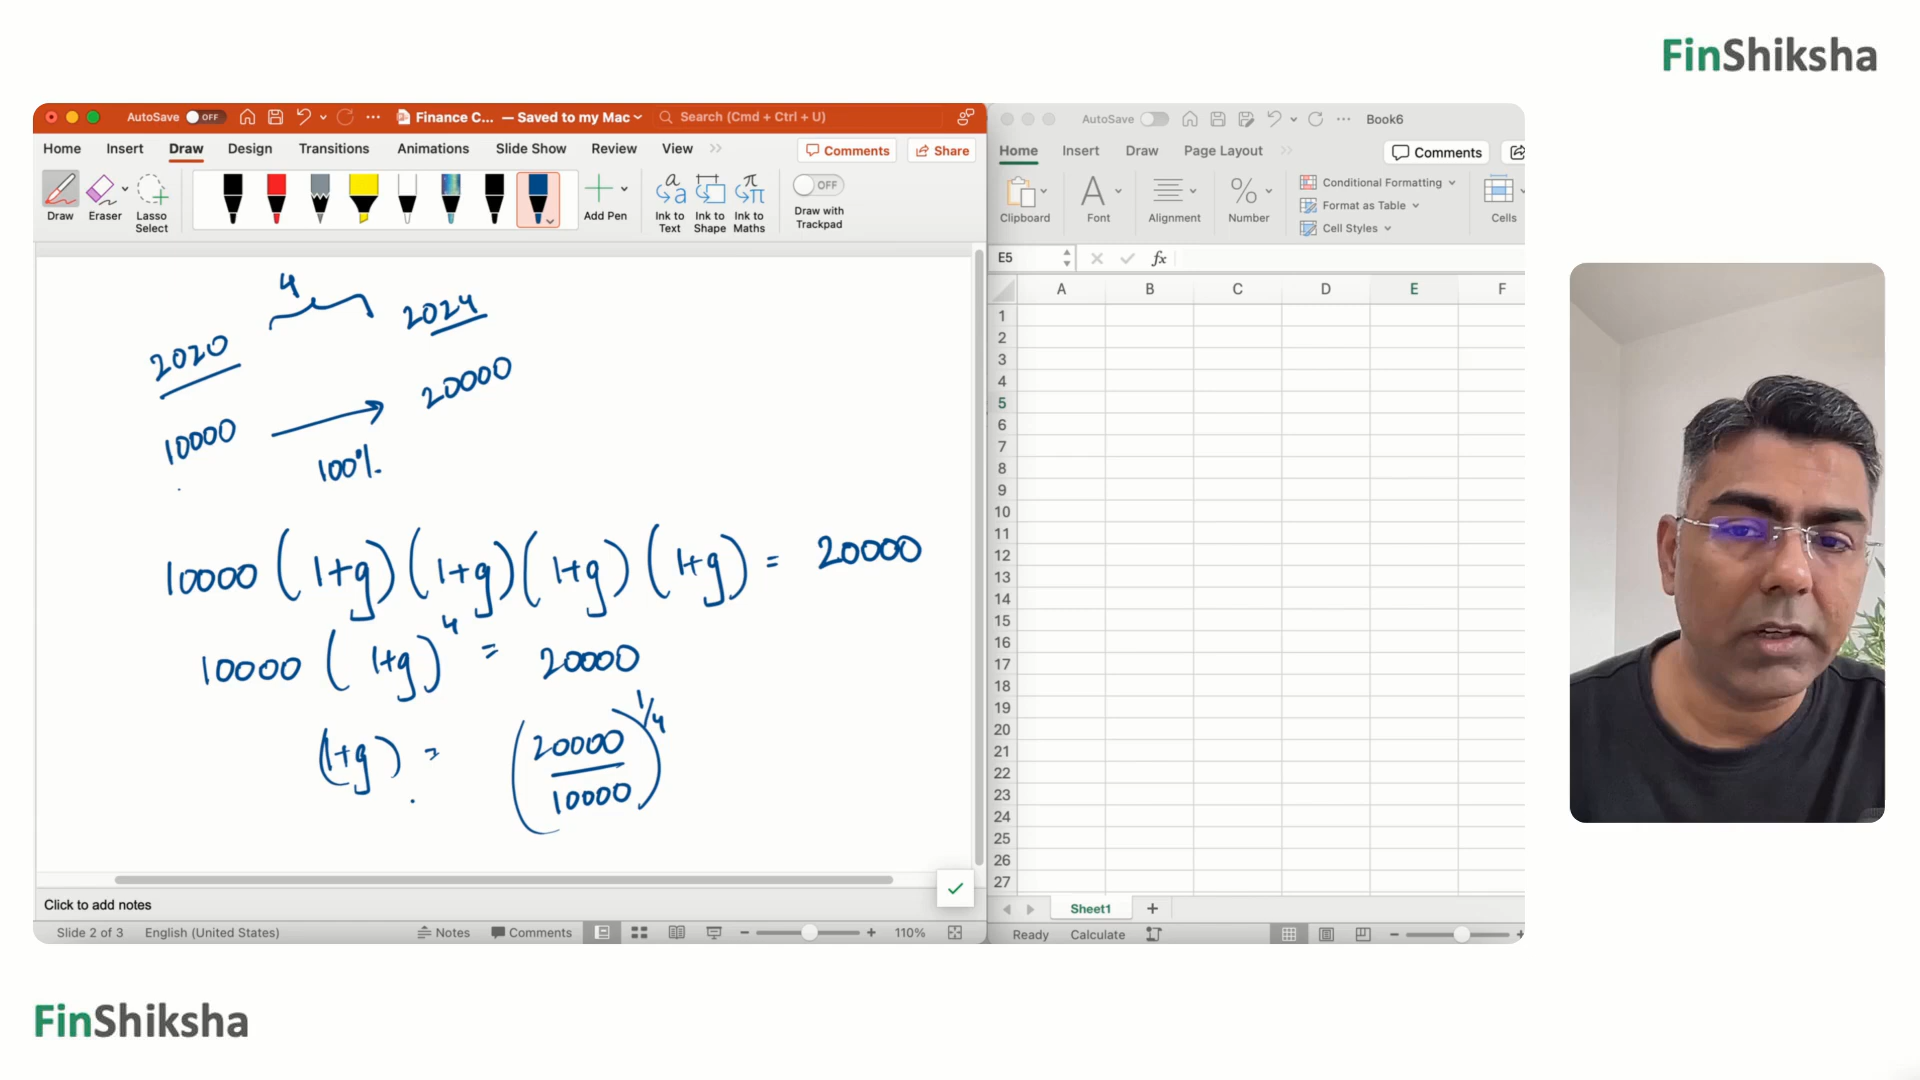 FinShiksha
AutoSave OFF ... Finance C... — Saved to my Mac Search (Cmd + Ctrl + U)
Home Insert Draw Design Transitions Animations Slide Show Review View >> Comments Share
Draw Eraser Lasso Select Add Pen Ink to Text Ink to Shape Ink to Maths OFF Draw with Trackpad
AutoSave ... Book6
Home Insert Draw Page Layout >> Comments
Clipboard Font Alignment % Number Conditional Formatting Format as Table Cell Styles Cells
E5 fx
A B C D E F
1
2
3
4
5
6
7
8
9
10
11
12
13
14
15
16
17
18
19
20
21
22
23
24
25
26
27
4
2020 2024
10000 → 20000
100%.
10000 (1+g)(1+g)(1+g)(1+g) = 20000
10000 (1+g)^4 = 20000
(1+g) = (20000/10000)^1/4
Click to add notes
Slide 2 of 3 English (United States) Notes Comments − + 110%
Sheet1 +
Ready Calculate − +
FinShiksha